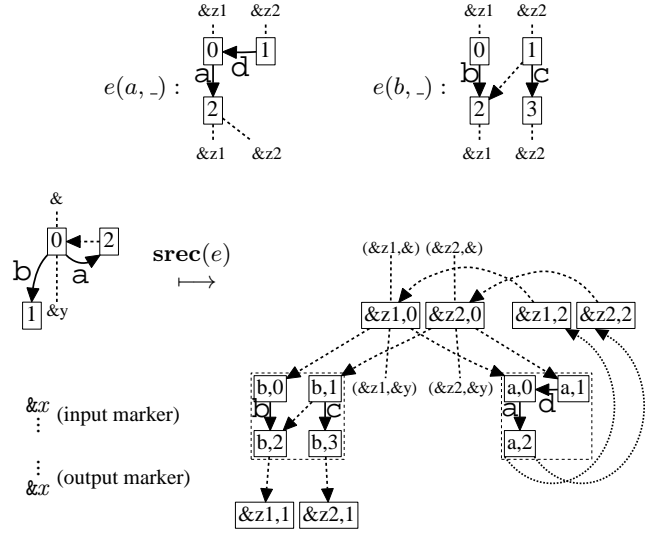 &z1 &z2 &z1 &z2
0 1 0 1
a d b c
e(a, _) : e(b, _) :
2 2 3
&z1 &z2 &z1 &z2
&
0 2 srec(e) (&z1,&) (&z2,&)
b a ⟼
1 &y &z1,0 &z2,0 &z1,2 &z2,2
b,0 b,1 (&z1,&y) (&z2,&y) a,0 a,1
&x (input marker) b c a d
b,2 b,3 a,2
&x (output marker)
&z1,1 &z2,1